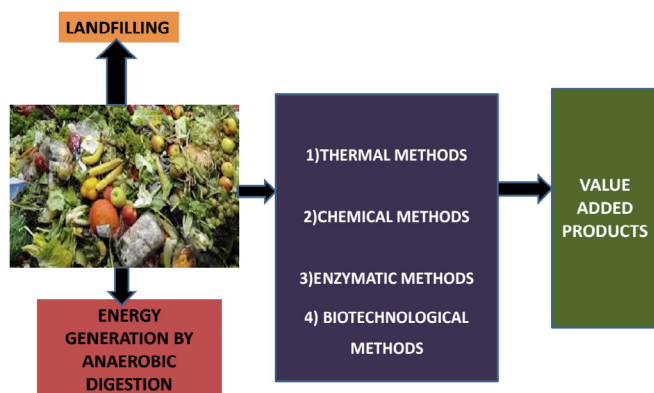 LANDFILLING
1)THERMAL METHODS
2)CHEMICAL METHODS
3)ENZYMATIC METHODS
4) BIOTECHNOLOGICAL
METHODS
VALUE
ADDED
PRODUCTS
ENERGY
GENERATION BY
ANAEROBIC
DIGESTION